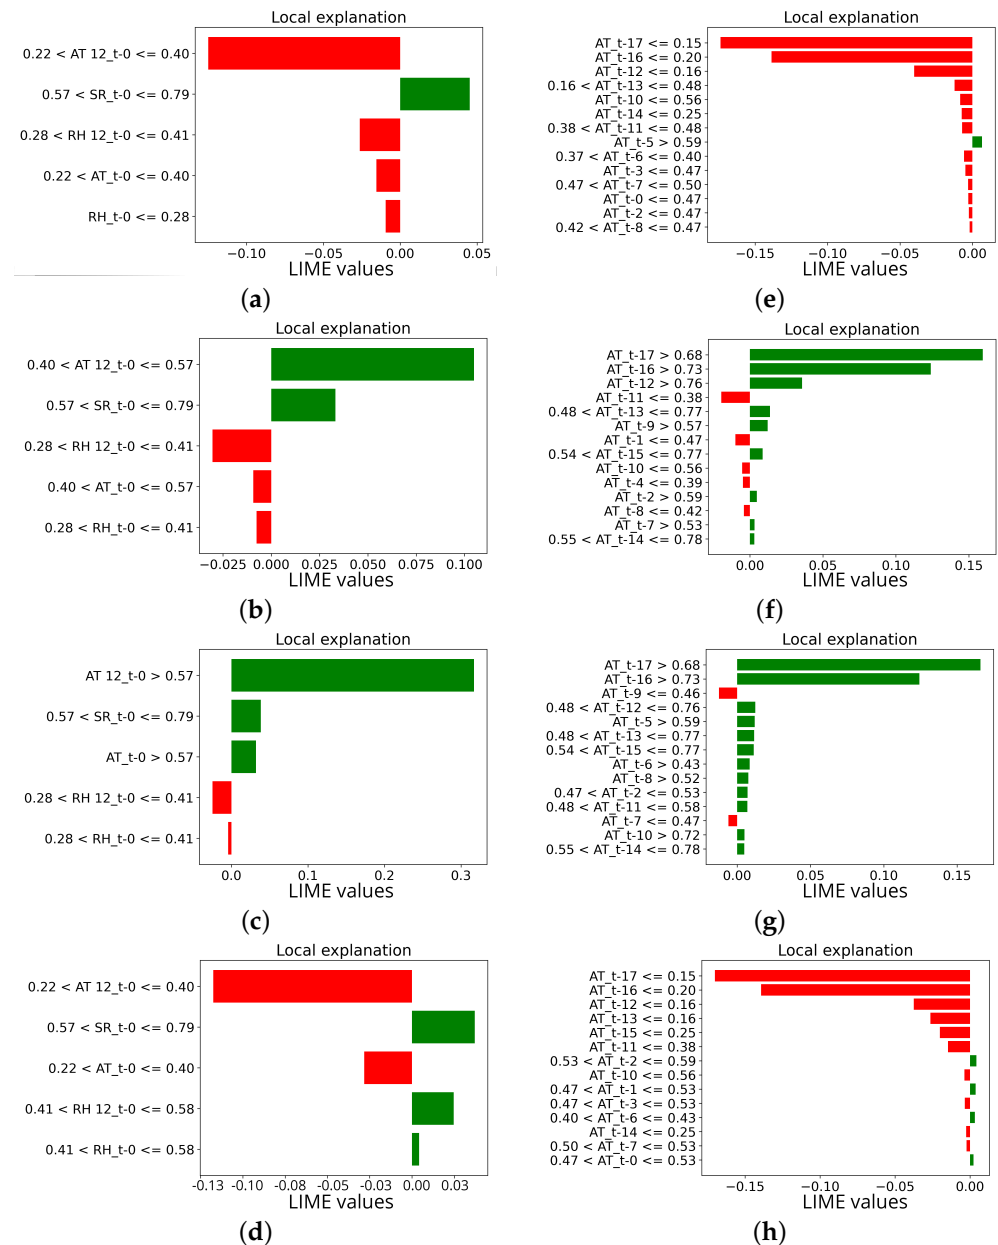 Local explanation
0.22 < AT 12_t-0 <= 0.40
0.57 < SR_t-0 <= 0.79
0.28 < RH 12_t-0 <= 0.41
0.22 < AT_t-0 <= 0.40
RH_t-0 <= 0.28
−0.10 −0.05 0.00 0.05
LIME values
(a)
Local explanation
AT_t-17 <= 0.15
AT_t-16 <= 0.20
AT_t-12 <= 0.16
0.16 < AT_t-13 <= 0.48
AT_t-10 <= 0.56
AT_t-14 <= 0.25
0.38 < AT_t-11 <= 0.48
AT_t-5 > 0.59
0.37 < AT_t-6 <= 0.40
AT_t-3 <= 0.47
0.47 < AT_t-7 <= 0.50
AT_t-0 <= 0.47
AT_t-2 <= 0.47
0.42 < AT_t-8 <= 0.47
−0.15 −0.10 −0.05 0.00
LIME values
(e)
Local explanation
0.40 < AT 12_t-0 <= 0.57
0.57 < SR_t-0 <= 0.79
0.28 < RH 12_t-0 <= 0.41
0.40 < AT_t-0 <= 0.57
0.28 < RH_t-0 <= 0.41
−0.025 0.000 0.025 0.050 0.075 0.100
LIME values
(b)
Local explanation
AT_t-17 > 0.68
AT_t-16 > 0.73
AT_t-12 > 0.76
AT_t-11 <= 0.38
0.48 < AT_t-13 <= 0.77
AT_t-9 > 0.57
AT_t-1 <= 0.47
0.54 < AT_t-15 <= 0.77
AT_t-10 <= 0.56
AT_t-4 <= 0.39
AT_t-2 > 0.59
AT_t-8 <= 0.42
AT_t-7 > 0.53
0.55 < AT_t-14 <= 0.78
0.00 0.05 0.10 0.15
LIME values
(f)
Local explanation
AT 12_t-0 > 0.57
0.57 < SR_t-0 <= 0.79
AT_t-0 > 0.57
0.28 < RH 12_t-0 <= 0.41
0.28 < RH_t-0 <= 0.41
0.0 0.1 0.2 0.3
LIME values
(c)
Local explanation
AT_t-17 > 0.68
AT_t-16 > 0.73
AT_t-9 <= 0.46
0.48 < AT_t-12 <= 0.76
AT_t-5 > 0.59
0.48 < AT_t-13 <= 0.77
0.54 < AT_t-15 <= 0.77
AT_t-6 > 0.43
AT_t-8 > 0.52
0.47 < AT_t-2 <= 0.53
0.48 < AT_t-11 <= 0.58
AT_t-7 <= 0.47
AT_t-10 > 0.72
0.55 < AT_t-14 <= 0.78
0.00 0.05 0.10 0.15
LIME values
(g)
Local explanation
0.22 < AT 12_t-0 <= 0.40
0.57 < SR_t-0 <= 0.79
0.22 < AT_t-0 <= 0.40
0.41 < RH 12_t-0 <= 0.58
0.41 < RH_t-0 <= 0.58
-0.13 -0.10 -0.08 -0.05 -0.03 0.00 0.03
LIME values
(d)
Local explanation
AT_t-17 <= 0.15
AT_t-16 <= 0.20
AT_t-12 <= 0.16
AT_t-13 <= 0.16
AT_t-15 <= 0.25
AT_t-11 <= 0.38
0.53 < AT_t-2 <= 0.59
AT_t-10 <= 0.56
0.47 < AT_t-1 <= 0.53
0.47 < AT_t-3 <= 0.53
0.40 < AT_t-6 <= 0.43
AT_t-14 <= 0.25
0.50 < AT_t-7 <= 0.53
0.47 < AT_t-0 <= 0.53
−0.15 −0.10 −0.05 0.00
LIME values
(h)